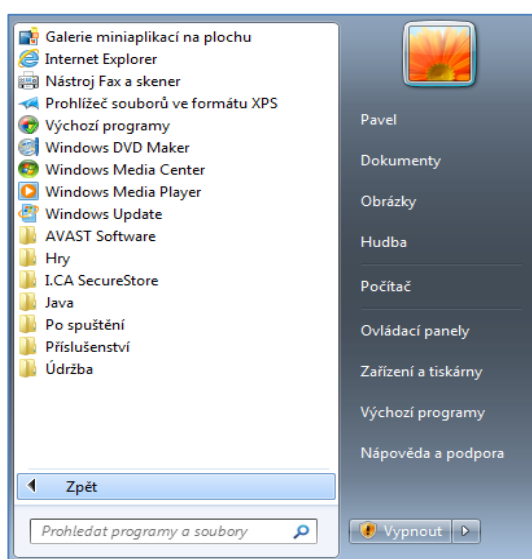 Galerie miniaplikací na plochu
Internet Explorer
Nástroj Fax a skener
Prohlížeč souborů ve formátu XPS
Výchozí programy
Windows DVD Maker
Windows Media Center
Windows Media Player
Windows Update
AVAST Software
Hry
I.CA SecureStore
Java
Po spuštění
Příslušenství
Údržba
Zpět
Prohledat programy a soubory
Pavel
Dokumenty
Obrázky
Hudba
Počítač
Ovládací panely
Zařízení a tiskárny
Výchozí programy
Nápověda a podpora
Vypnout